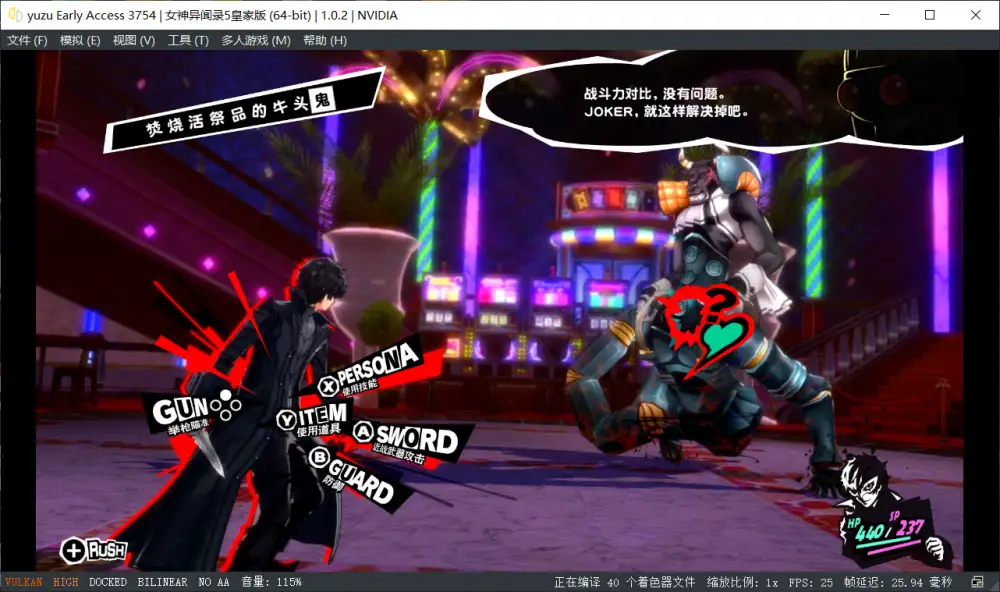 yuzu Early Access 3754 | 女神异闻录5皇家版 (64-bit) | 1.0.2 | NVIDIA
文件 (F) 模拟 (E) 视图 (V) 工具 (T) 多人游戏 (M) 帮助 (H)
焚烧活祭品的牛头鬼
战斗力对比，没有问题。
JOKER，就这样解决掉吧。
X PERSONA
使用技能
GUN
举枪瞄准
Y ITEM
使用道具
A SWORD
近战武器攻击
B GUARD
防御
RUSH
HP 440 / SP 237
VULKAN HIGH DOCKED BILINEAR NO AA 音量: 115% 正在编译 40 个着色器文件 缩放比例: 1x FPS: 25 帧延迟: 25.94 毫秒